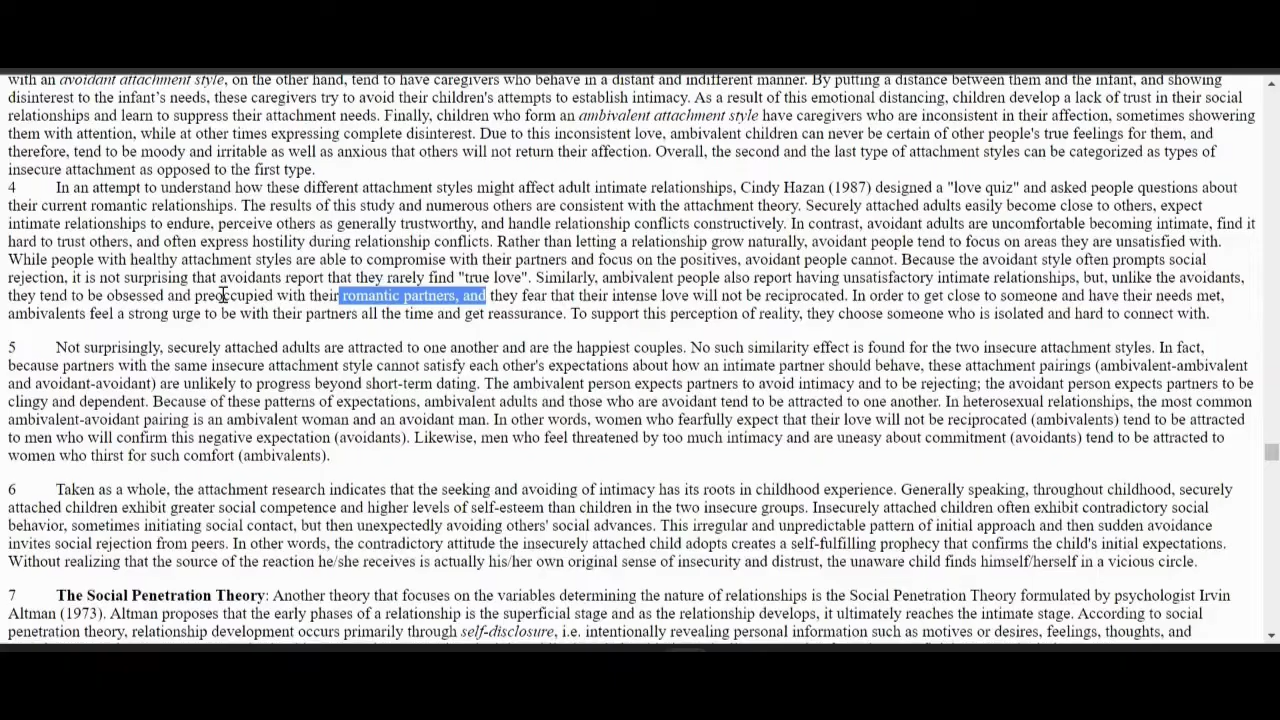 with an avoidant attachment style, on the other hand, tend to have caregivers who behave in a distant and indifferent manner. By putting a distance between them and the infant, and showing
disinterest to the infant's needs, these caregivers try to avoid their children's attempts to establish intimacy. As a result of this emotional distancing, children develop a lack of trust in their social
relationships and learn to suppress their attachment needs. Finally, children who form an ambivalent attachment style have caregivers who are inconsistent in their affection, sometimes showering
them with attention, while at other times expressing complete disinterest. Due to this inconsistent love, ambivalent children can never be certain of other people's true feelings for them, and
therefore, tend to be moody and irritable as well as anxious that others will not return their affection. Overall, the second and the last type of attachment styles can be categorized as types of
insecure attachment as opposed to the first type.
4 In an attempt to understand how these different attachment styles might affect adult intimate relationships, Cindy Hazan (1987) designed a "love quiz" and asked people questions about
their current romantic relationships. The results of this study and numerous others are consistent with the attachment theory. Securely attached adults easily become close to others, expect
intimate relationships to endure, perceive others as generally trustworthy, and handle relationship conflicts constructively. In contrast, avoidant adults are uncomfortable becoming intimate, find it
hard to trust others, and often express hostility during relationship conflicts. Rather than letting a relationship grow naturally, avoidant people tend to focus on areas they are unsatisfied with.
While people with healthy attachment styles are able to compromise with their partners and focus on the positives, avoidant people cannot. Because the avoidant style often prompts social
rejection, it is not surprising that avoidants report that they rarely find "true love". Similarly, ambivalent people also report having unsatisfactory intimate relationships, but, unlike the avoidants,
they tend to be obsessed and preoccupied with their romantic partners, and they fear that their intense love will not be reciprocated. In order to get close to someone and have their needs met,
ambivalents feel a strong urge to be with their partners all the time and get reassurance. To support this perception of reality, they choose someone who is isolated and hard to connect with.
5 Not surprisingly, securely attached adults are attracted to one another and are the happiest couples. No such similarity effect is found for the two insecure attachment styles. In fact,
because partners with the same insecure attachment style cannot satisfy each other's expectations about how an intimate partner should behave, these attachment pairings (ambivalent-ambivalent
and avoidant-avoidant) are unlikely to progress beyond short-term dating. The ambivalent person expects partners to avoid intimacy and to be rejecting; the avoidant person expects partners to be
clingy and dependent. Because of these patterns of expectations, ambivalent adults and those who are avoidant tend to be attracted to one another. In heterosexual relationships, the most common
ambivalent-avoidant pairing is an ambivalent woman and an avoidant man. In other words, women who fearfully expect that their love will not be reciprocated (ambivalents) tend to be attracted
to men who will confirm this negative expectation (avoidants). Likewise, men who feel threatened by too much intimacy and are uneasy about commitment (avoidants) tend to be attracted to
women who thirst for such comfort (ambivalents).
6 Taken as a whole, the attachment research indicates that the seeking and avoiding of intimacy has its roots in childhood experience. Generally speaking, throughout childhood, securely
attached children exhibit greater social competence and higher levels of self-esteem than children in the two insecure groups. Insecurely attached children often exhibit contradictory social
behavior, sometimes initiating social contact, but then unexpectedly avoiding others' social advances. This irregular and unpredictable pattern of initial approach and then sudden avoidance
invites social rejection from peers. In other words, the contradictory attitude the insecurely attached child adopts creates a self-fulfilling prophecy that confirms the child's initial expectations.
Without realizing that the source of the reaction he/she receives is actually his/her own original sense of insecurity and distrust, the unaware child finds himself/herself in a vicious circle.
7 The Social Penetration Theory: Another theory that focuses on the variables determining the nature of relationships is the Social Penetration Theory formulated by psychologist Irvin
Altman (1973). Altman proposes that the early phases of a relationship is the superficial stage and as the relationship develops, it ultimately reaches the intimate stage. According to social
penetration theory, relationship development occurs primarily through self-disclosure, i.e. intentionally revealing personal information such as motives or desires, feelings, thoughts, and